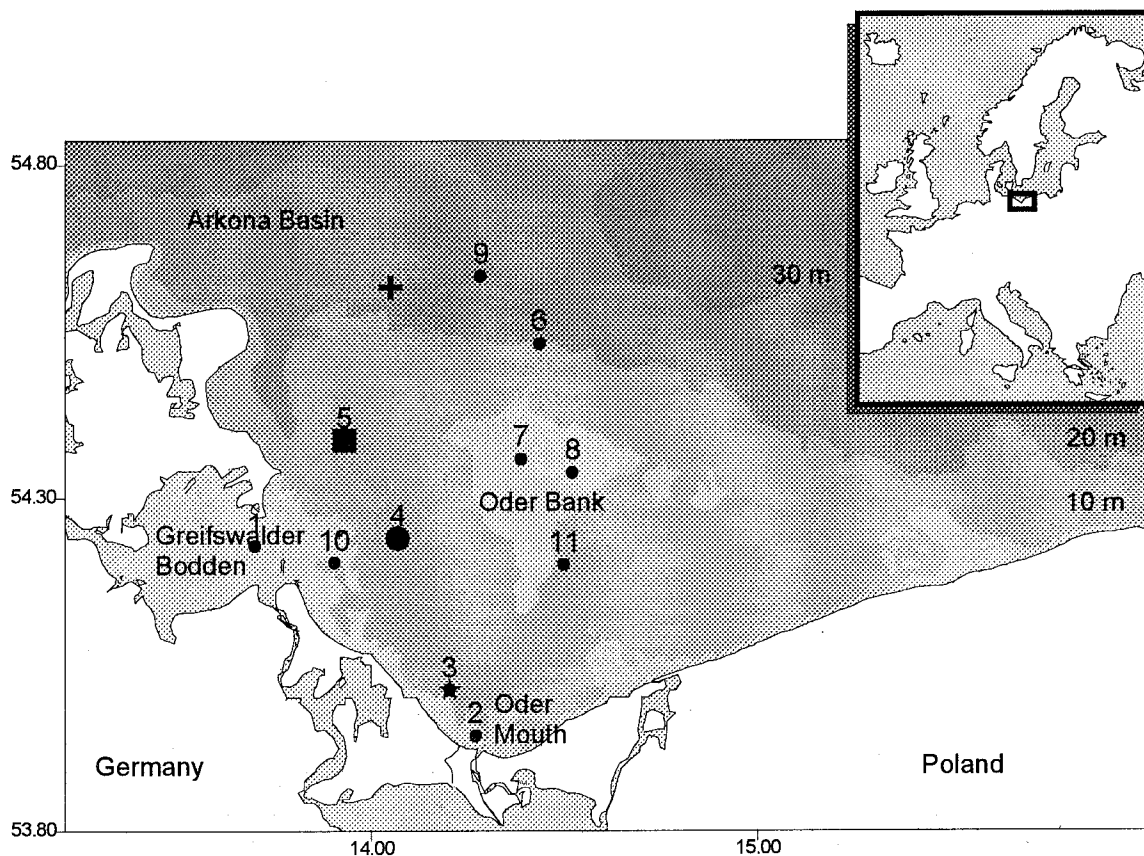 54.80
Arkona Basin
9
30 m
6
5
7
8
20 m
54.30
Oder Bank
10 m
Greifswalder
Bodden
1
10
4
11
3
2
Oder
Mouth
Germany
Poland
53.80
14.00
15.00